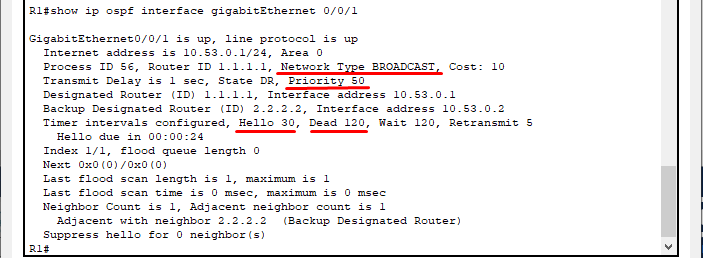 R1#show ip ospf interface gigabitEthernet 0/0/1
GigabitEthernet0/0/1 is up, line protocol is up
Internet address is 10.53.0.1/24, Area 0
Process ID 56, Router ID 1.1.1.1, Network Type BROADCAST, Cost: 10
Transmit Delay is 1 sec, State DR, Priority 50
Designated Router (ID) 1.1.1.1, Interface address 10.53.0.1
Backup Designated Router (ID) 2.2.2.2, Interface address 10.53.0.2
Timer intervals configured, Hello 30, Dead 120, Wait 120, Retransmit 5
Hello due in 00:00:24
Index 1/1, flood queue length 0
Next 0x0(0)/0x0(0)
Last flood scan length is 1, maximum is 1
Last flood scan time is 0 msec, maximum is 0 msec
Neighbor Count is 1, Adjacent neighbor count is 1
Adjacent with neighbor 2.2.2.2 (Backup Designated Router)
Suppress hello for 0 neighbor(s)
R1#